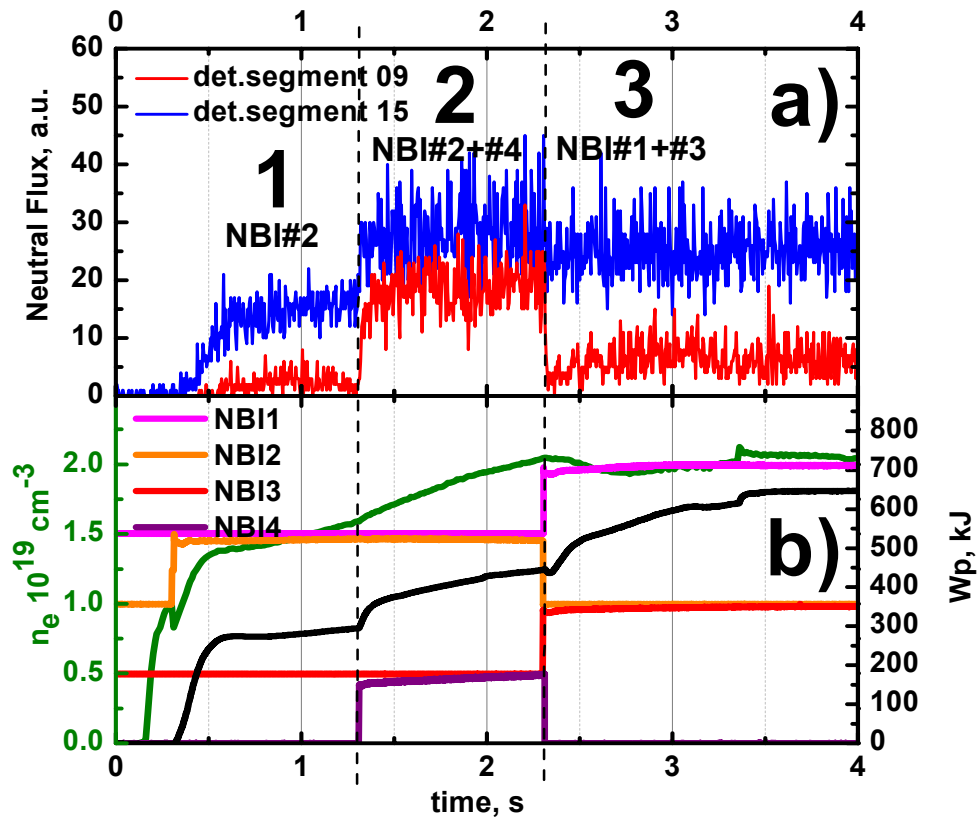 0 1 2 3 4
60
50
40
30
20
10
0
Neutral Flux, a.u.
det.segment 09
det.segment 15
1
NBI#2
2
NBI#2+#4
3
NBI#1+#3
a)
NBI1
NBI2
NBI3
NBI4
2.0
1.5
1.0
0.5
0.0
n_e 10^19 cm^-3
b)
800
700
600
500
400
300
200
100
0
Wp, kJ
0 1 2 3 4
time, s